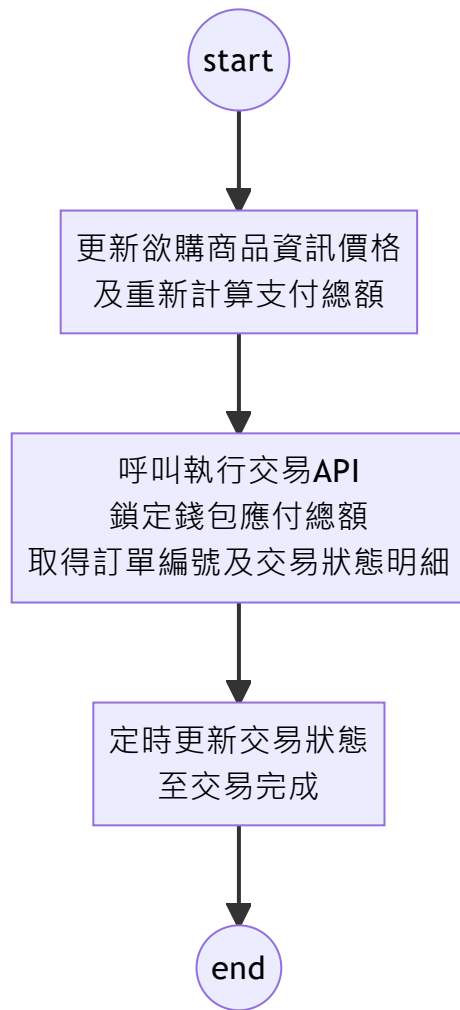 start
更新欲購商品資訊價格
及重新計算支付總額
呼叫執行交易API
鎖定錢包應付總額
取得訂單編號及交易狀態明細
定時更新交易狀態
至交易完成
end